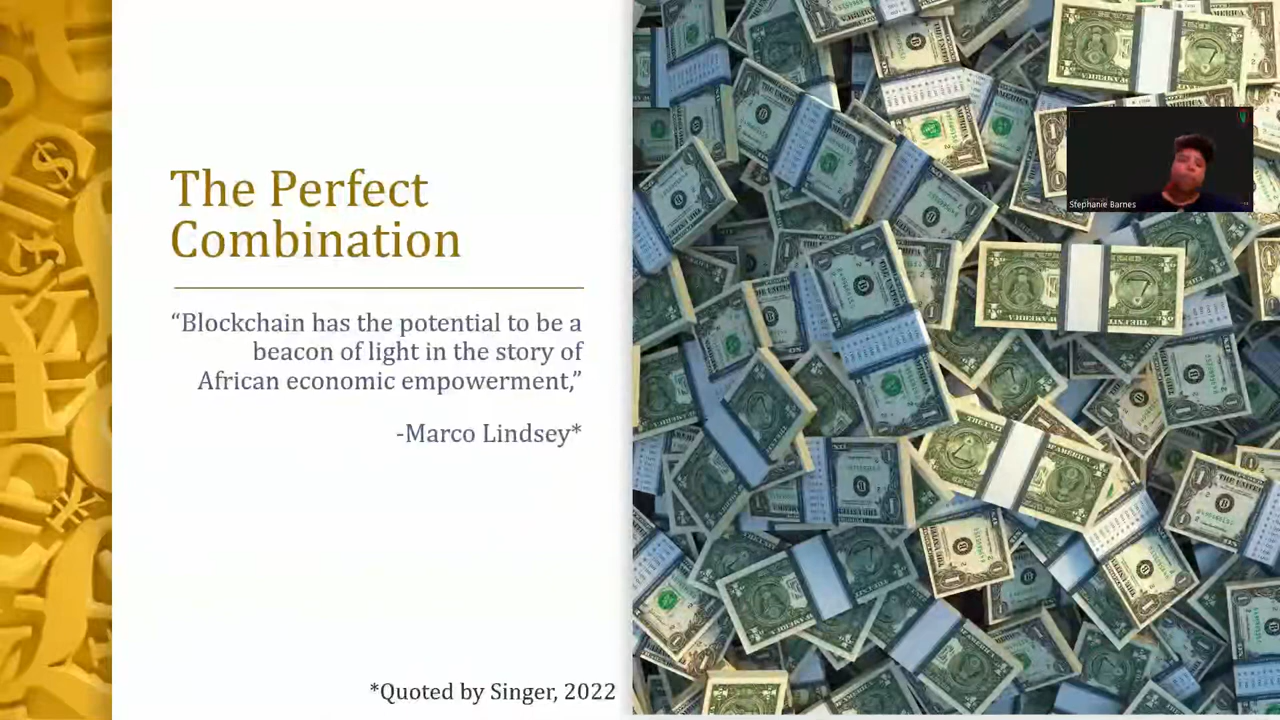 The Perfect
Combination
“Blockchain has the potential to be a
beacon of light in the story of
African economic empowerment,”
-Marco Lindsey*
*Quoted by Singer, 2022
Stephanie Barnes